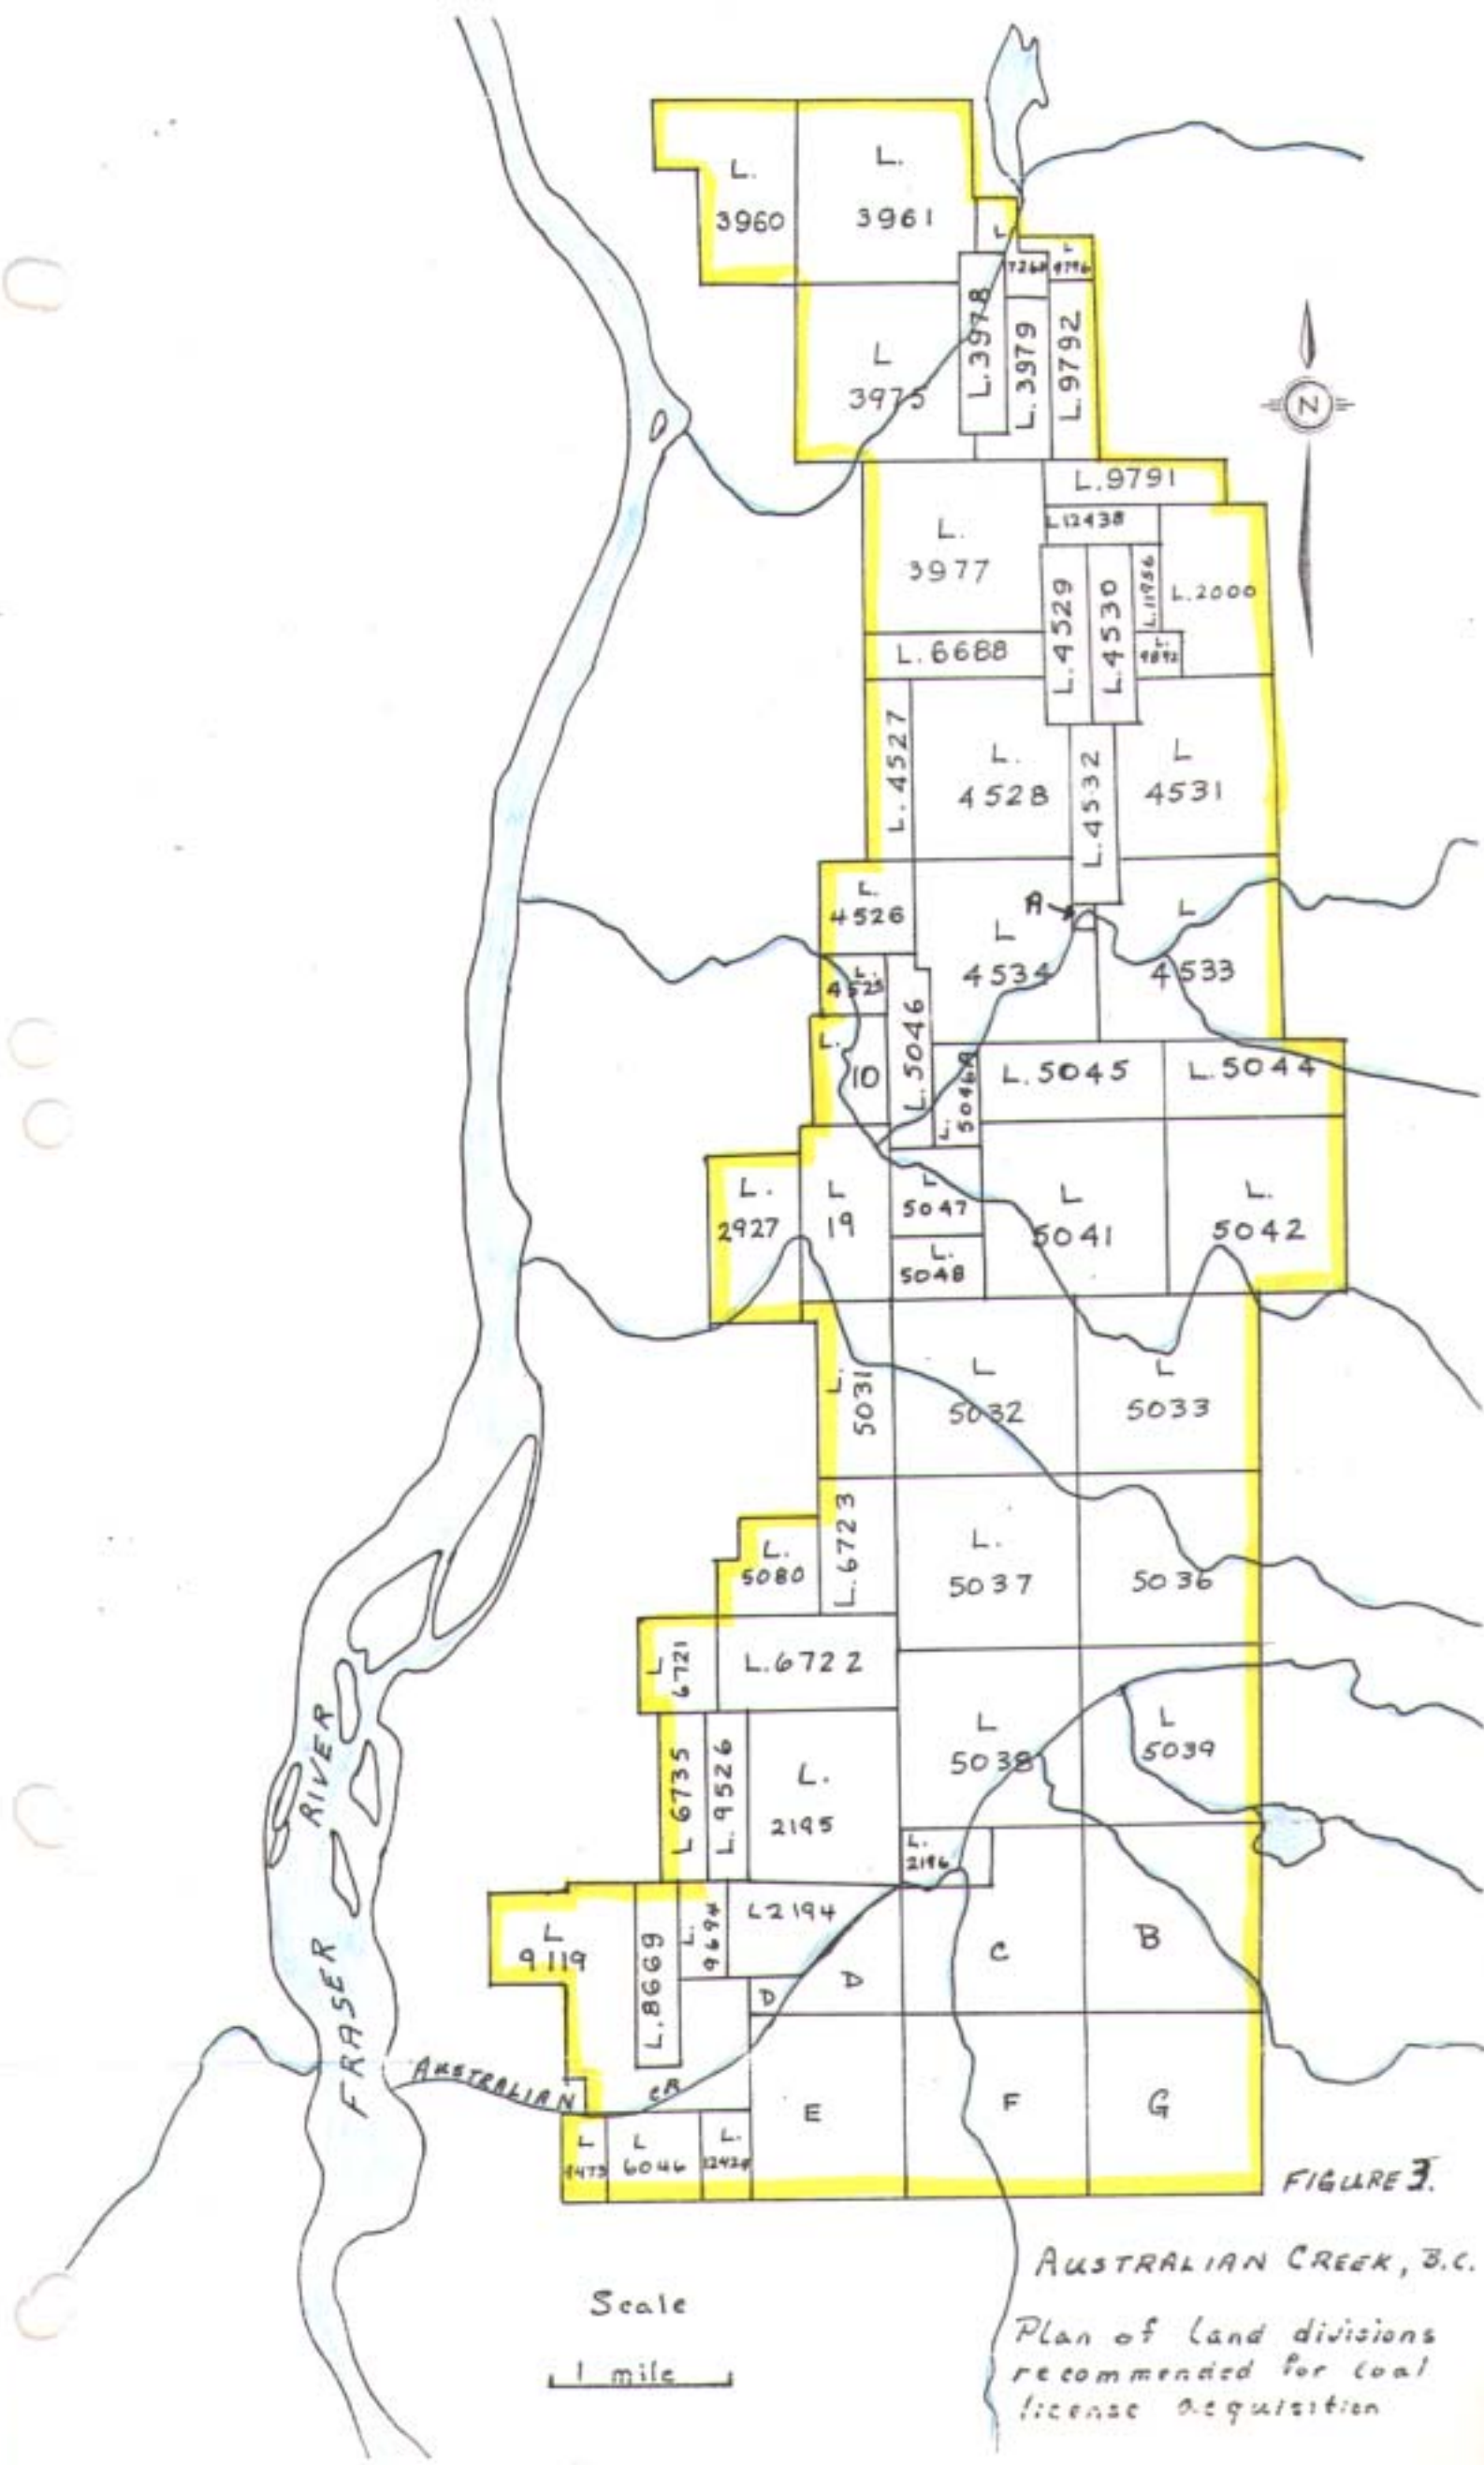 L.
3960
L.
3961
L
L
9796
L.3978
L
3975
L.3979
L.9792
N
L.9791
L12438
L.
3977
L.4529
L.4530
L.11956
L.2000
L.6688
L.
9892
L.4527
L.
4528
L.4532
L
4531
L.
4526
A
L
4534
L
4533
L.
4525
L.5046
L.
10
L.
5046A
L.5045
L.5044
L.
2927
L
19
L
5047
L
5041
L.
5042
L.
5048
L.
5031
L
5032
L
5033
L.6723
L.
5080
L.
5037
5036
L
6721
L.6722
L
5038
L
5039
L 6735
L.9526
L.
2195
L.
2196
RIVER
L
9119
L.8669
L.
9694
L2194
D
D
C
B
FRASER
AUSTRALIAN
CR
E
F
G
L
9473
L
6046
L.
FIGURE 3.
AUSTRALIAN CREEK, B.C.
Scale
1 mile
Plan of land divisions
recommended for coal
license acquisition